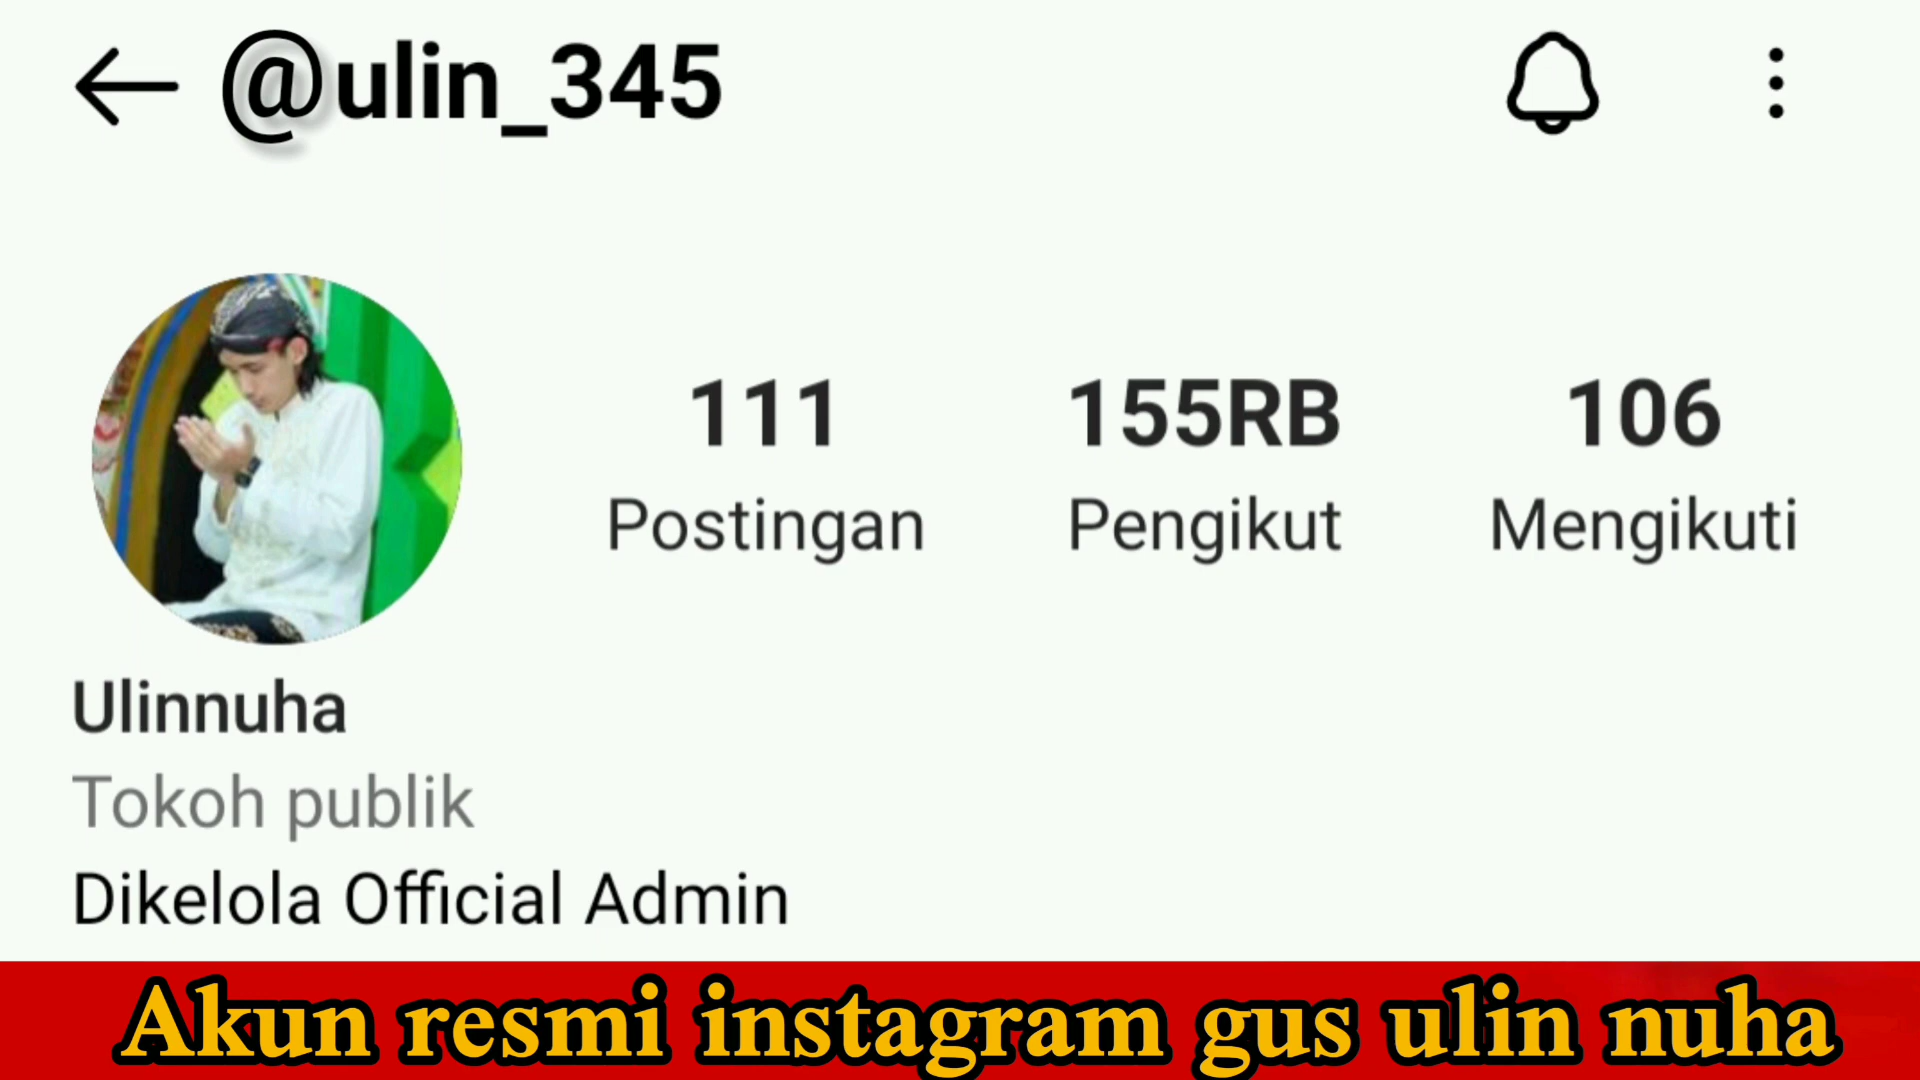 @ulin_345
111 155RB 106
Postingan Pengikut Mengikuti
Ulinnuha
Tokoh publik
Dikelola Official Admin
Akun resmi instagram gus ulin nuha